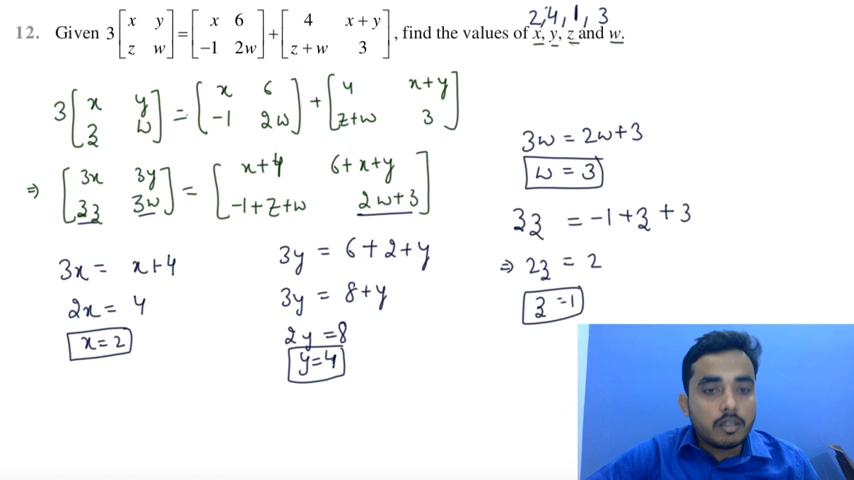 2, 4, 1, 3
12. Given 3 [x y; z w] = [x 6; -1 2w] + [4 x+y; z+w 3], find the values of x, y, z and w.
3 [x y; z w] = [x 6; -1 2w] + [4 x+y; z+w 3]
⇒ [3x 3y; 3z 3w] = [x+4 6+x+y; -1+z+w 2w+3]
3x = x+4
2x = 4
x = 2
3y = 6+2+y
3y = 8+y
2y = 8
y = 4
3w = 2w+3
w = 3
3z = -1+z+3
⇒ 2z = 2
z = 1